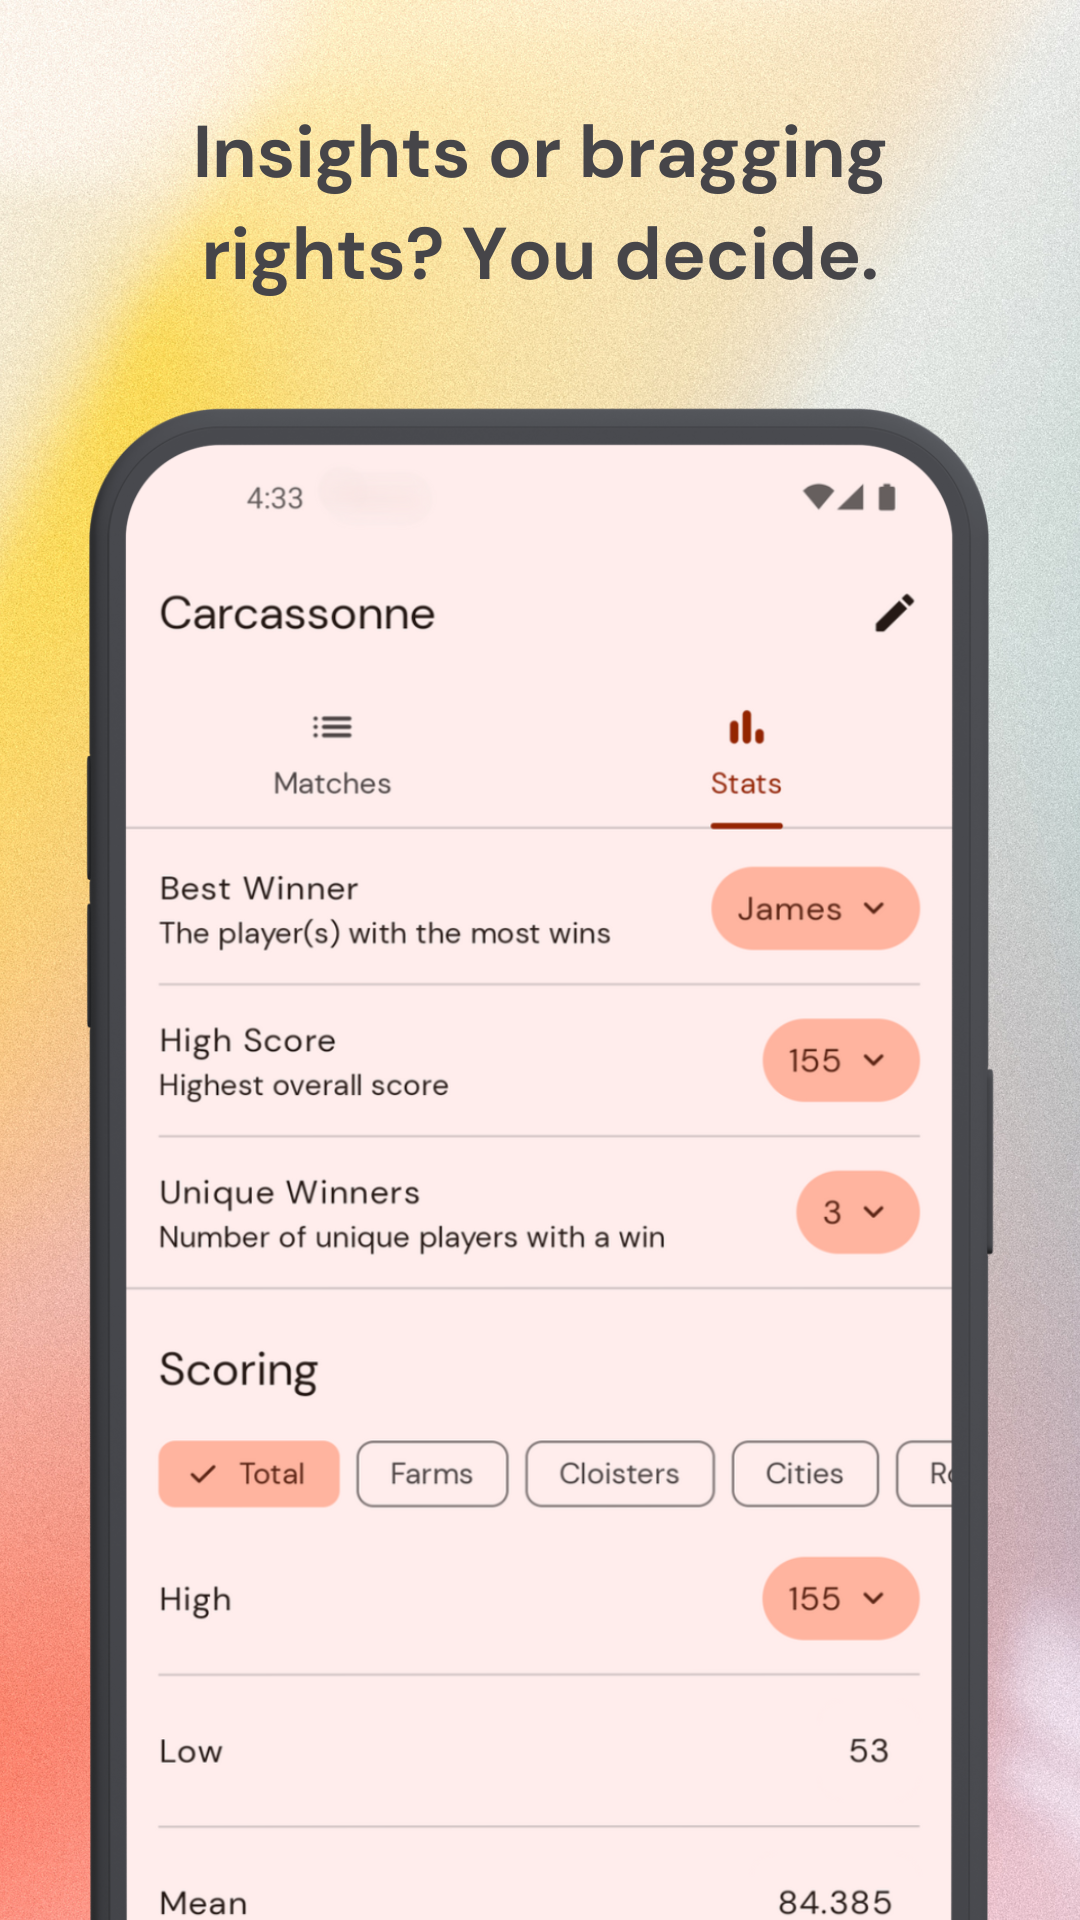 Insights or bragging
rights? You decide.
4:33
Carcassonne
Matches
Stats
Best Winner
The player(s) with the most wins
James
High Score
Highest overall score
155
Unique Winners
Number of unique players with a win
3
Scoring
Total
Farms
Cloisters
Cities
High
155
Low
53
Mean
84.385